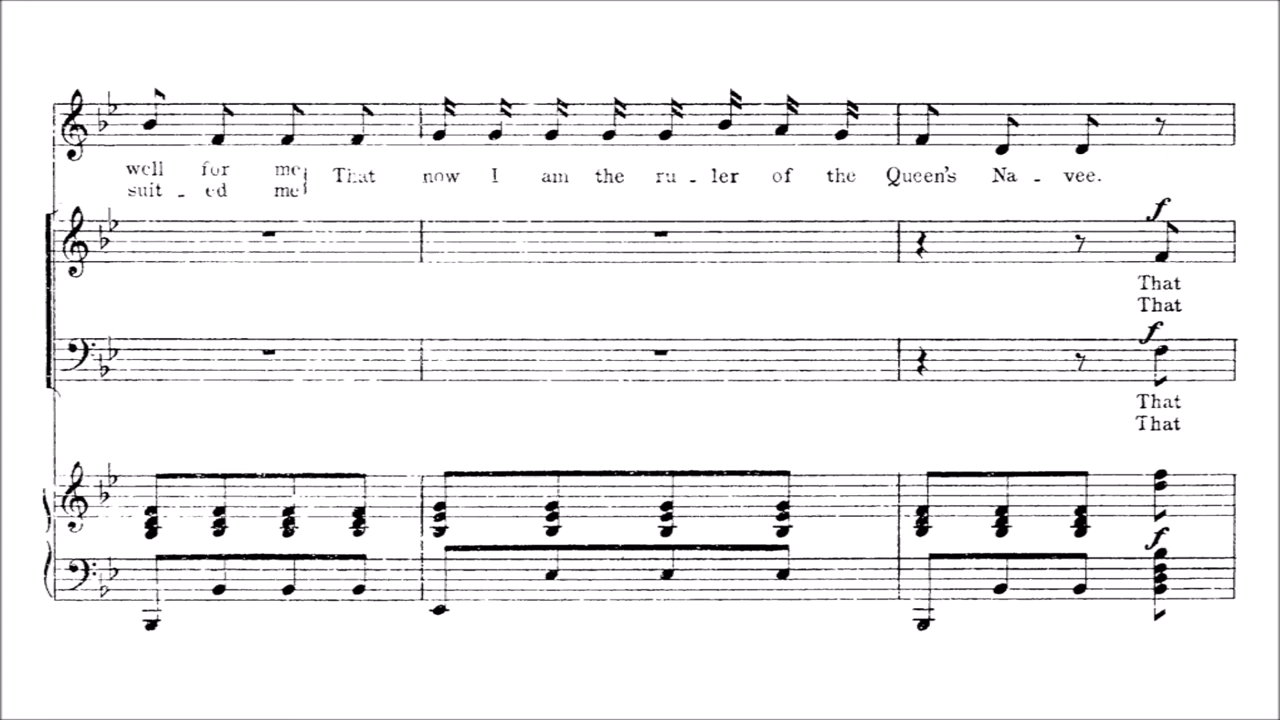 well for me
suit - ed me } That now I am the ru - ler of the Queen's Na - vee.
f
That
That
f
That
That
f